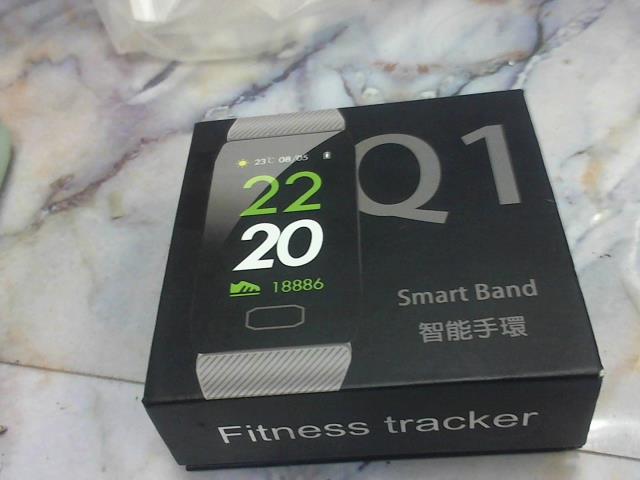 Q1
23℃ 08/05
22
20
18886
Smart Band
智能手環
Fitness tracker